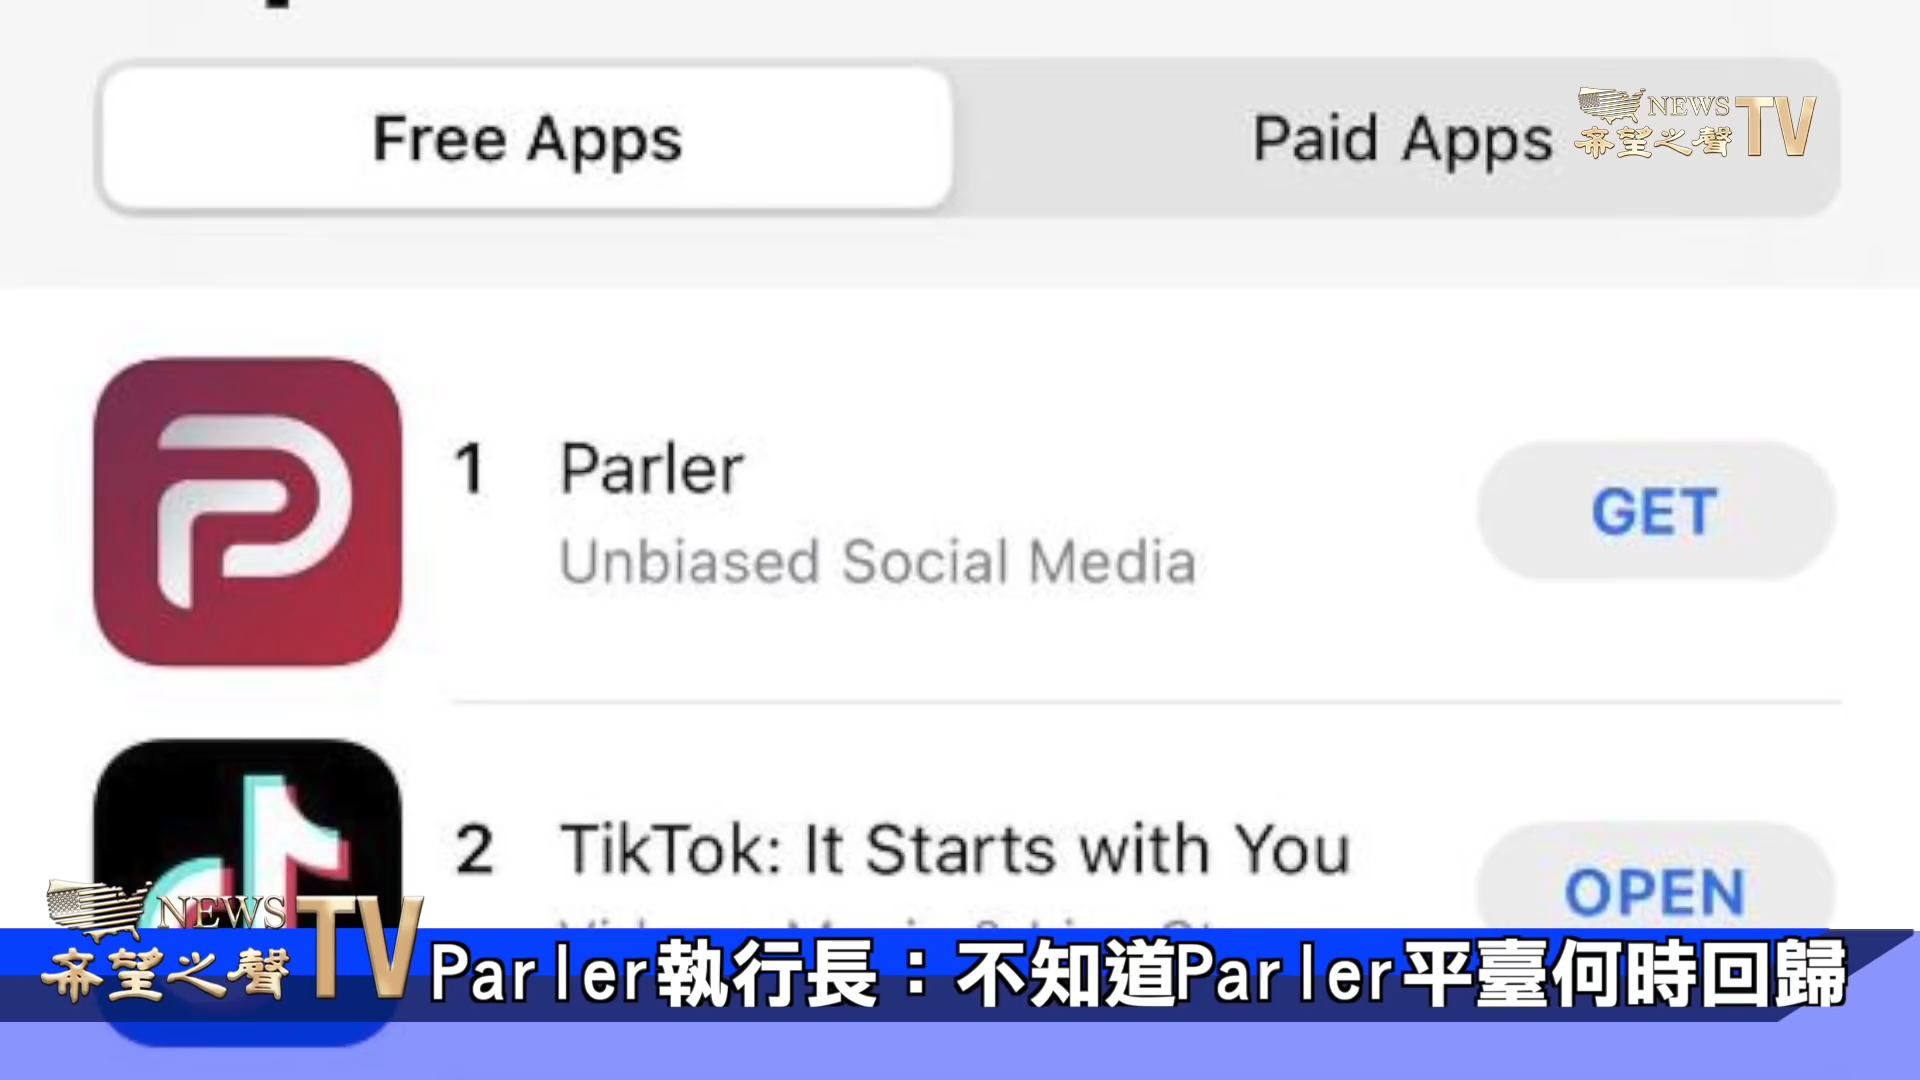 Free Apps
Paid Apps
NEWS
希望之聲 TV
1 Parler
GET
Unbiased Social Media
2 TikTok: It Starts with You
OPEN
NEWS
希望之聲 TV
Parler執行長：不知道Parler平臺何時回歸